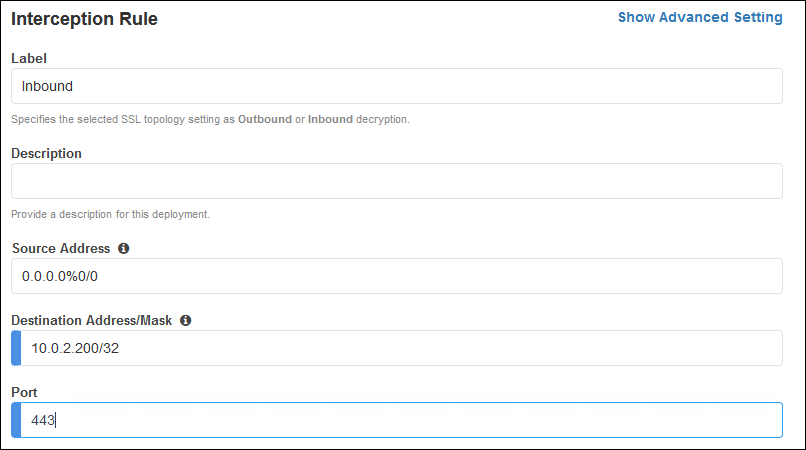 Interception Rule
Show Advanced Setting
Label
Inbound
Specifies the selected SSL topology setting as Outbound or Inbound decryption.
Description
Provide a description for this deployment.
Source Address
0.0.0.0%0/0
Destination Address/Mask
10.0.2.200/32
Port
443